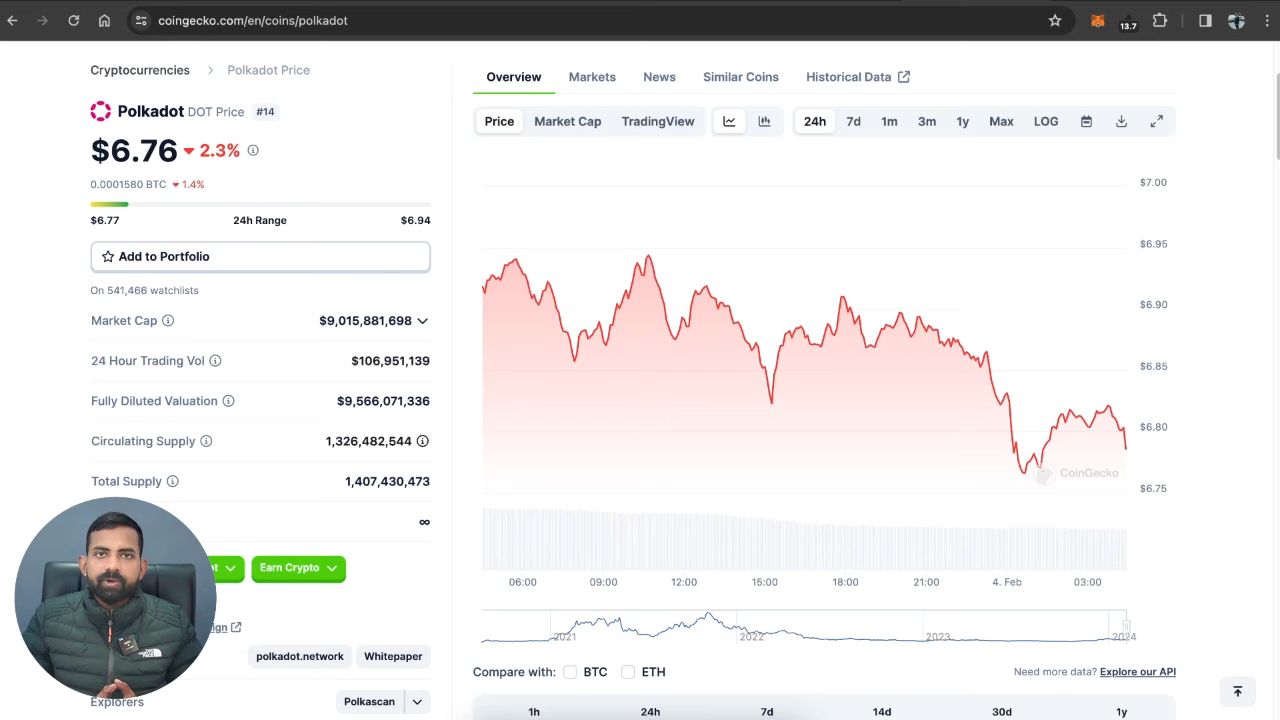 coingecko.com/en/coins/polkadot
13.7
Cryptocurrencies > Polkadot Price
Polkadot DOT Price #14
$6.76 2.3%
0.0001580 BTC 1.4%
$6.77 24h Range $6.94
Add to Portfolio
On 541,466 watchlists
Market Cap $9,015,881,698
24 Hour Trading Vol $106,951,139
Fully Diluted Valuation $9,566,071,336
Circulating Supply 1,326,482,544
Total Supply 1,407,430,473
∞
Earn Crypto
polkadot.network Whitepaper
Explorers Polkascan
Overview Markets News Similar Coins Historical Data
Price Market Cap TradingView 24h 7d 1m 3m 1y Max LOG
$7.00
$6.95
$6.90
$6.85
$6.80
$6.75
CoinGecko
06:00 09:00 12:00 15:00 18:00 21:00 4. Feb 03:00
2021 2022 2023 2024
Compare with: BTC ETH Need more data? Explore our API
1h 24h 7d 14d 30d 1y